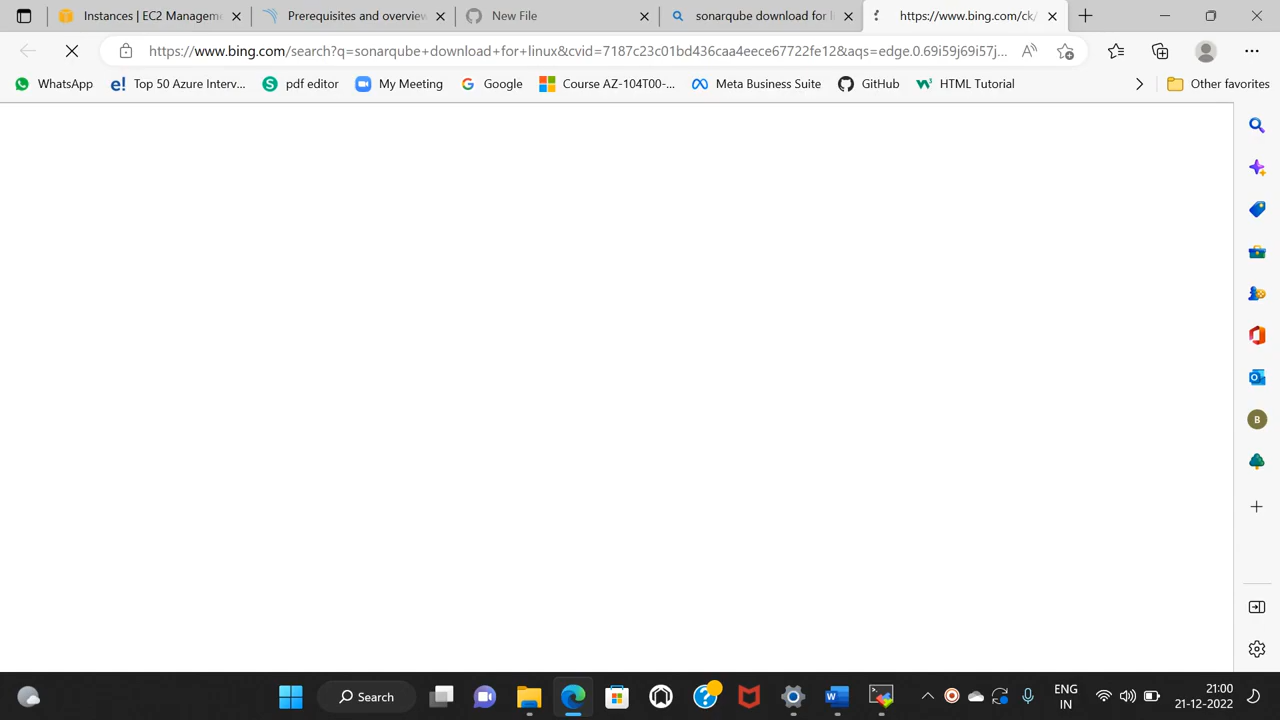 Instances | EC2 Managem
Prerequisites and overview
New File
sonarqube download for li
https://www.bing.com/ck/
https://www.bing.com/search?q=sonarqube+download+for+linux&cvid=7187c23c01bd436caa4eece67722fe12&aqs=edge.0.69i59j69i57j...
WhatsApp
e! Top 50 Azure Interv...
S pdf editor
My Meeting
G Google
Course AZ-104T00-...
Meta Business Suite
GitHub
HTML Tutorial
Other favorites
B
Search
ENG
IN
21:00
21-12-2022